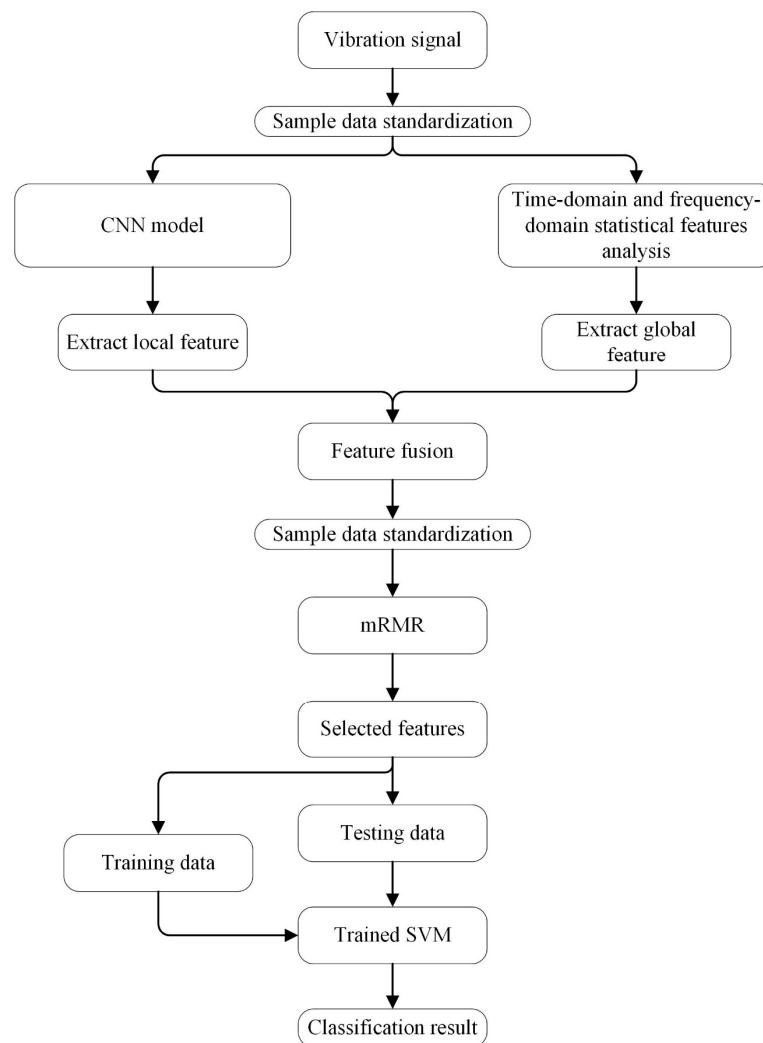 Vibration signal
Sample data standardization
CNN model
Time-domain and frequency-
domain statistical features
analysis
Extract local feature
Extract global
feature
Feature fusion
Sample data standardization
mRMR
Selected features
Testing data
Training data
Trained SVM
Classification result